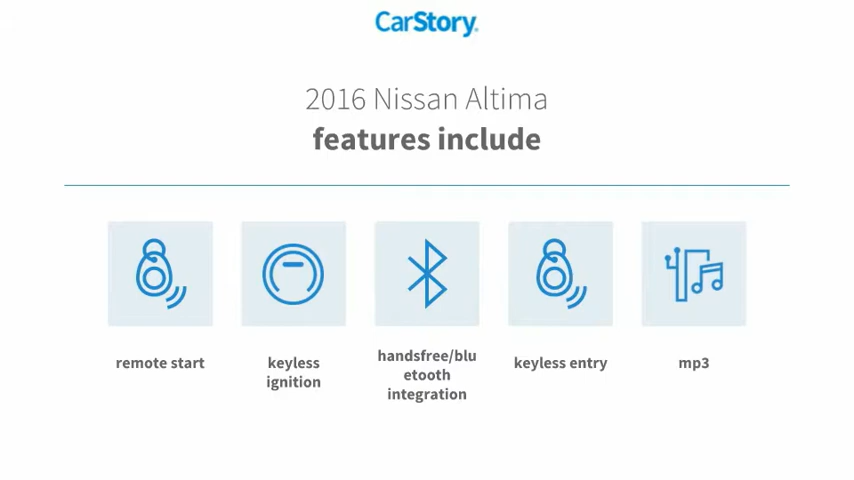 CarStory.
2016 Nissan Altima
features include
remote start
keyless
ignition
handsfree/blu
etooth
integration
keyless entry
mp3